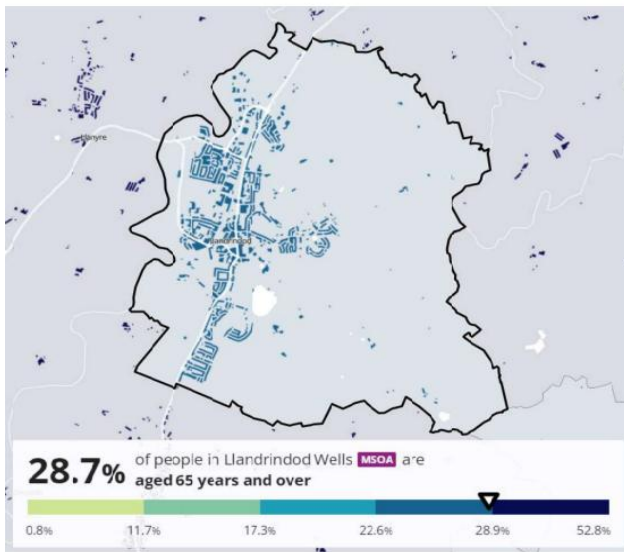 Llanyre
Llandrindod
28.7% of people in Llandrindod Wells MSOA are
aged 65 years and over
0.8% 11.7% 17.3% 22.6% 28.9% 52.8%